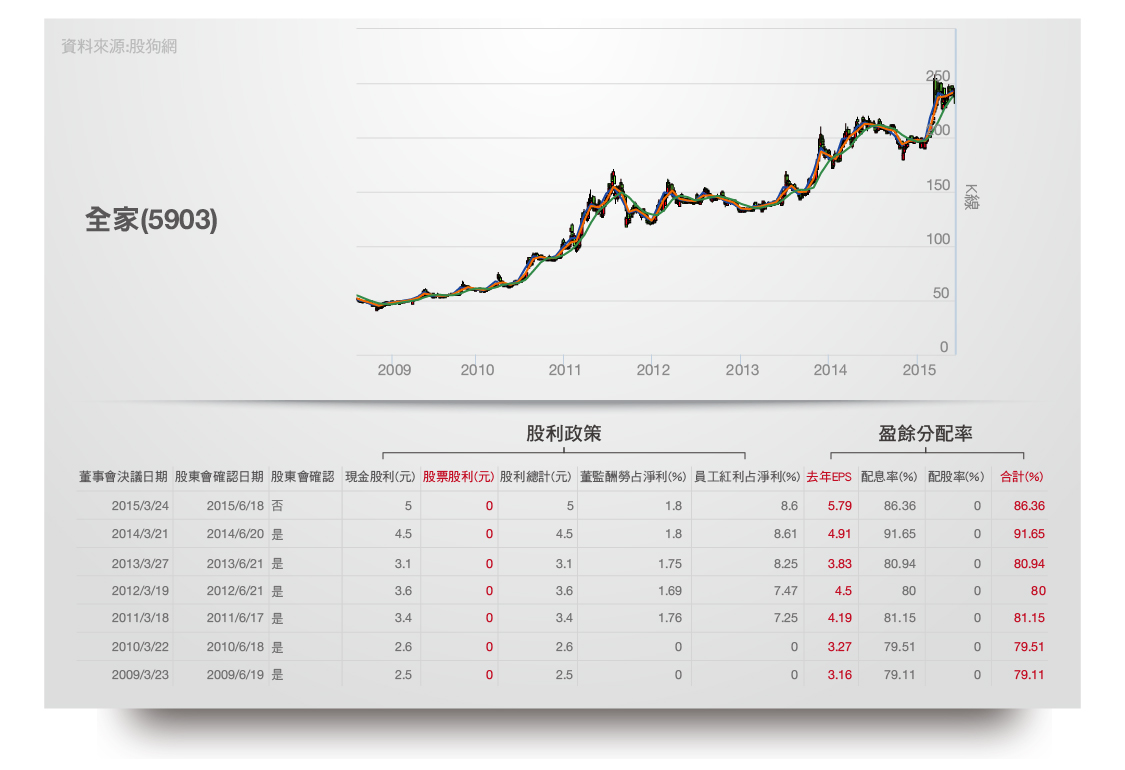 資料來源:股狗網
250
200
150
100
50
0
K線
全家(5903)
2009 2010 2011 2012 2013 2014 2015
股利政策 盈餘分配率
董事會決議日期 股東會確認日期 股東會確認 現金股利(元) 股票股利(元) 股利總計(元) 董監酬勞占淨利(%) 員工紅利占淨利(%) 去年EPS 配息率(%) 配股率(%) 合計(%)
2015/3/24 2015/6/18 否 5 0 5 1.8 8.6 5.79 86.36 0 86.36
2014/3/21 2014/6/20 是 4.5 0 4.5 1.8 8.61 4.91 91.65 0 91.65
2013/3/27 2013/6/21 是 3.1 0 3.1 1.75 8.25 3.83 80.94 0 80.94
2012/3/19 2012/6/21 是 3.6 0 3.6 1.69 7.47 4.5 80 0 80
2011/3/18 2011/6/17 是 3.4 0 3.4 1.76 7.25 4.19 81.15 0 81.15
2010/3/22 2010/6/18 是 2.6 0 2.6 0 0 3.27 79.51 0 79.51
2009/3/23 2009/6/19 是 2.5 0 2.5 0 0 3.16 79.11 0 79.11